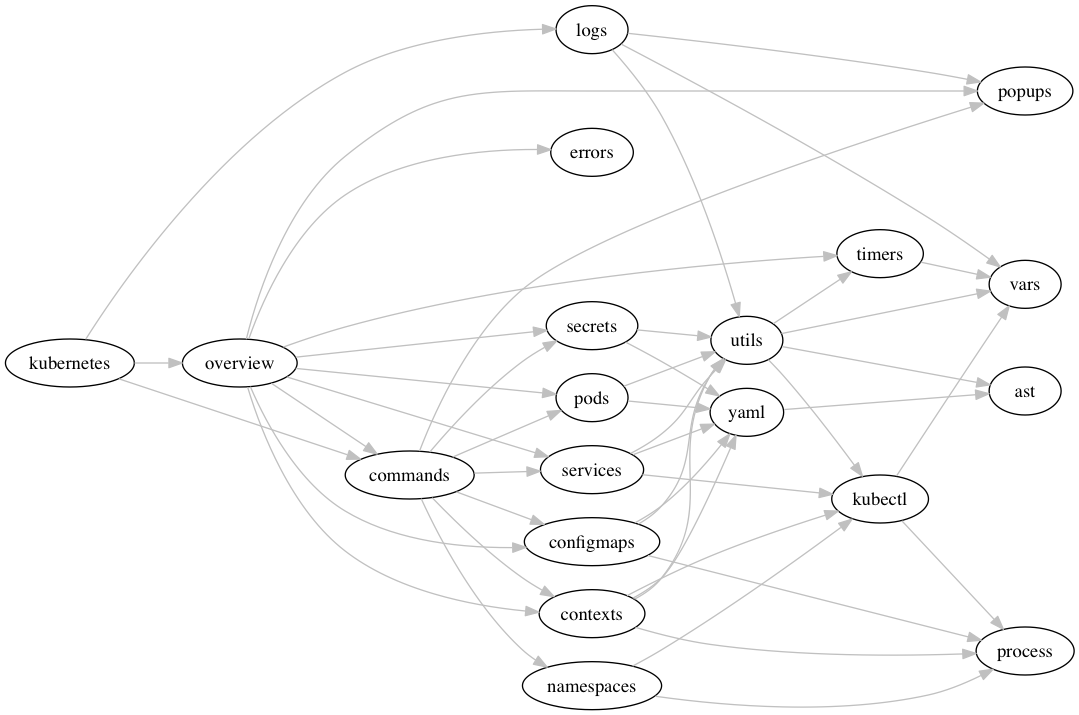 logs
popups
errors
timers
vars
secrets
utils
kubernetes
overview
ast
pods
yaml
commands
services
kubectl
configmaps
contexts
process
namespaces